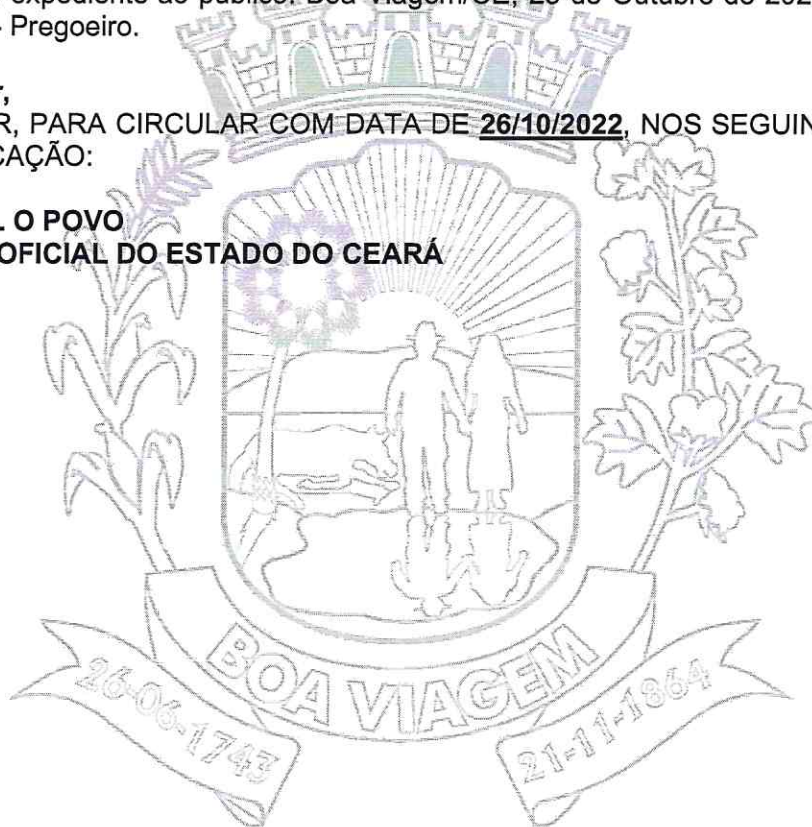 expediente ao público. Boa Viagem/CE, 25 de Outubro de 202
- Pregoeiro.
R, PARA CIRCULAR COM DATA DE 26/10/2022, NOS SEGUIN
CAÇÃO:
L O POVO
OFICIAL DO ESTADO DO CEARÁ
BOA VIAGEM
26-06-1743
21-11-1864